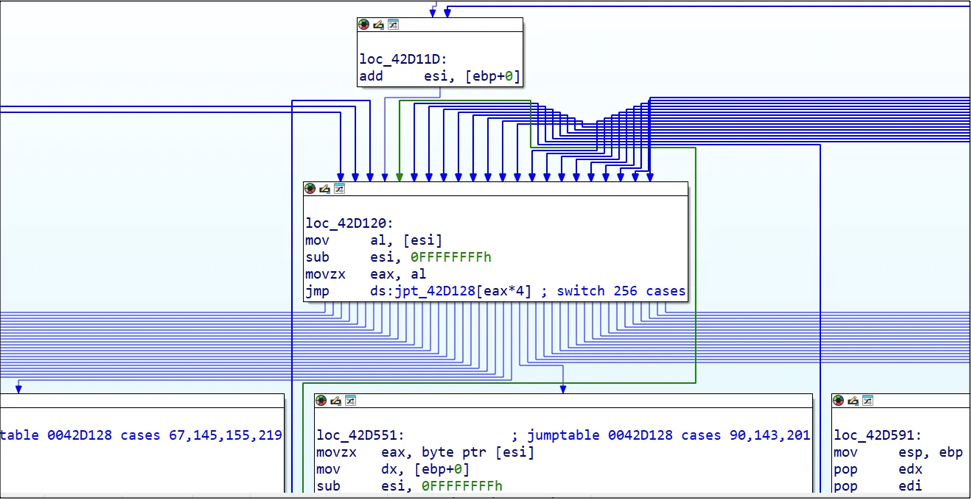 loc_42D11D:
add     esi, [ebp+0]
loc_42D120:
mov     al, [esi]
sub     esi, 0FFFFFFFFh
movzx   eax, al
jmp     ds:jpt_42D128[eax*4] ; switch 256 cases
table 0042D128 cases 67,145,155,219
loc_42D551:             ; jumptable 0042D128 cases 90,143,201
movzx   eax, byte ptr [esi]
mov     dx, [ebp+0]
sub     esi, 0FFFFFFFFh
loc_42D591:
mov     esp, ebp
pop     edx
pop     edi